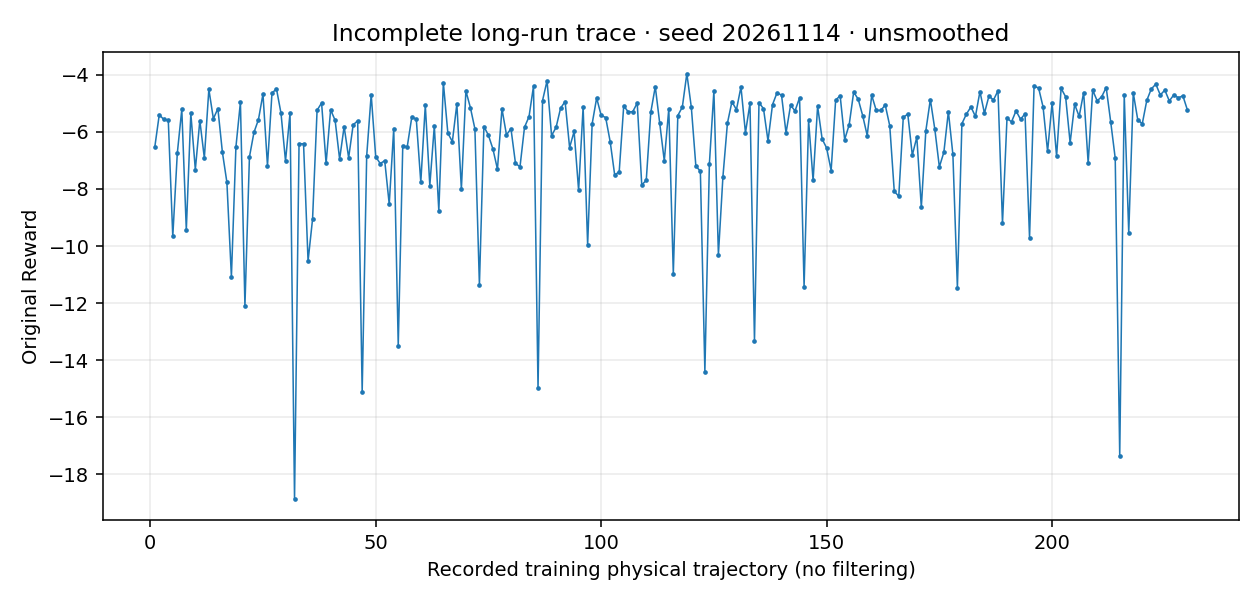 Incomplete long-run trace · seed 20261114 · unsmoothed
Original Reward
−4
−6
−8
−10
−12
−14
−16
−18
0 50 100 150 200
Recorded training physical trajectory (no filtering)